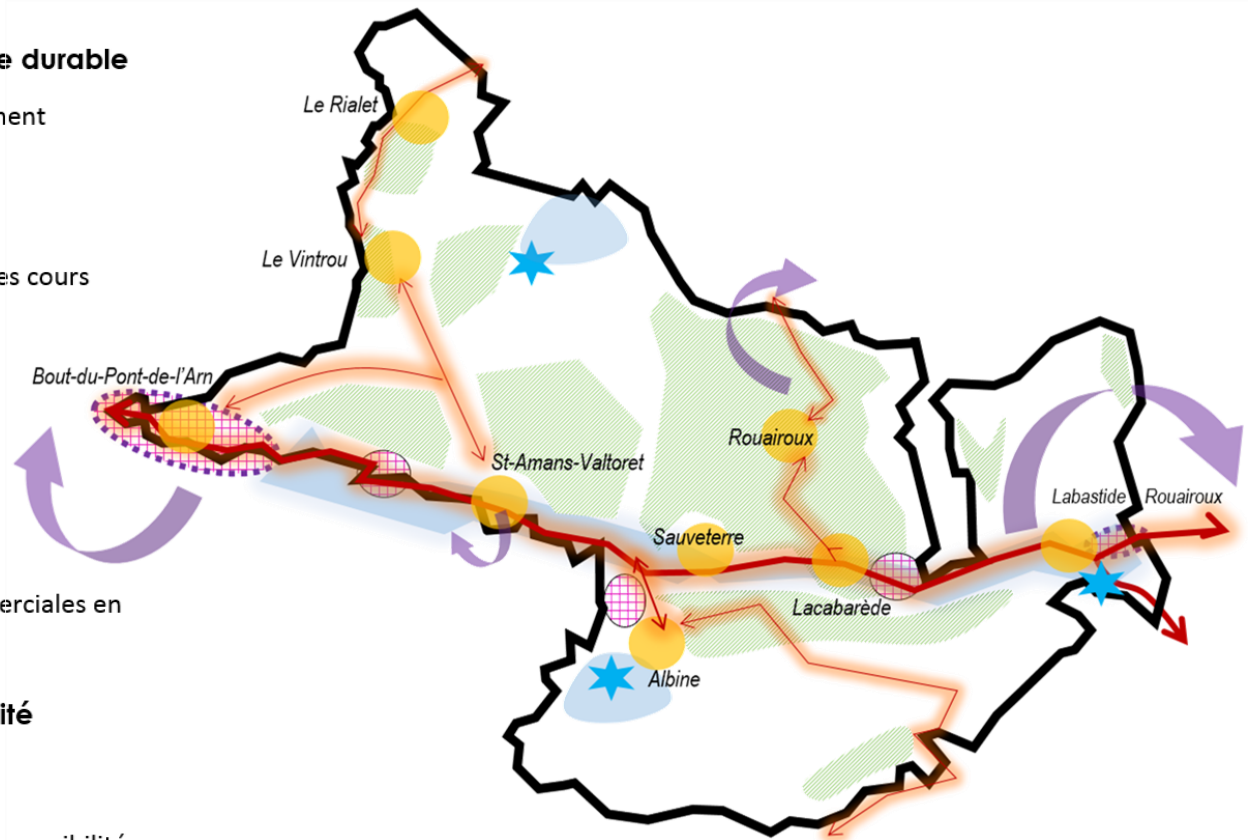 e durable
Le Rialet
ment
Le Vintrou
es cours
Bout-du-Pont-de-l'Arn
Rouairoux
St-Amans-Valtoret
Labastide Rouairoux
Sauveterre
erciales en
Lacabarède
Albine
ité